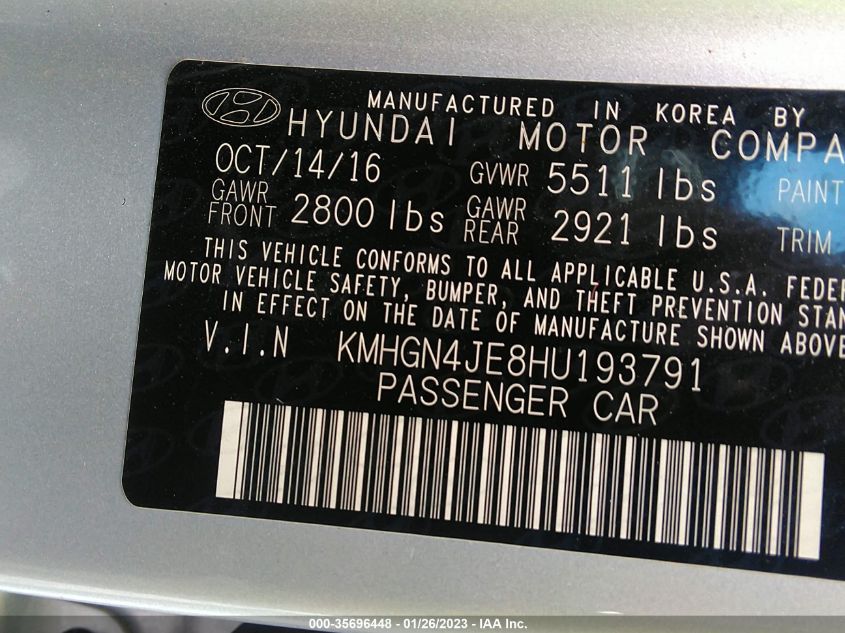 MANUFACTURED IN KOREA BY
HYUNDAI MOTOR COMPA
OCT/14/16 GVWR 5511 lbs PAINT
GAWR FRONT 2800 lbs GAWR REAR 2921 lbs TRIM
THIS VEHICLE CONFORMS TO ALL APPLICABLE U.S.A. FEDER
MOTOR VEHICLE SAFETY, BUMPER, AND THEFT PREVENTION STAN
IN EFFECT ON THE DATE OF MANUFACTURE SHOWN ABOVE
V.I.N KMHGN4JE8HU193791
PASSENGER CAR
000-35696448 - 01/26/2023 - IAA Inc.